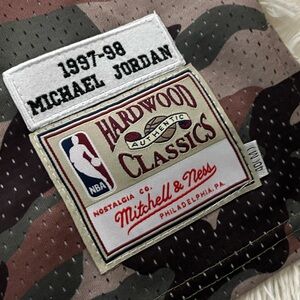 1997-98
MICHAEL JORDAN
HARDWOOD
AUTHENTIC
CLASSICS
NBA
NOSTALGIA CO.
Mitchell & Ness
PHILADELPHIA, PA